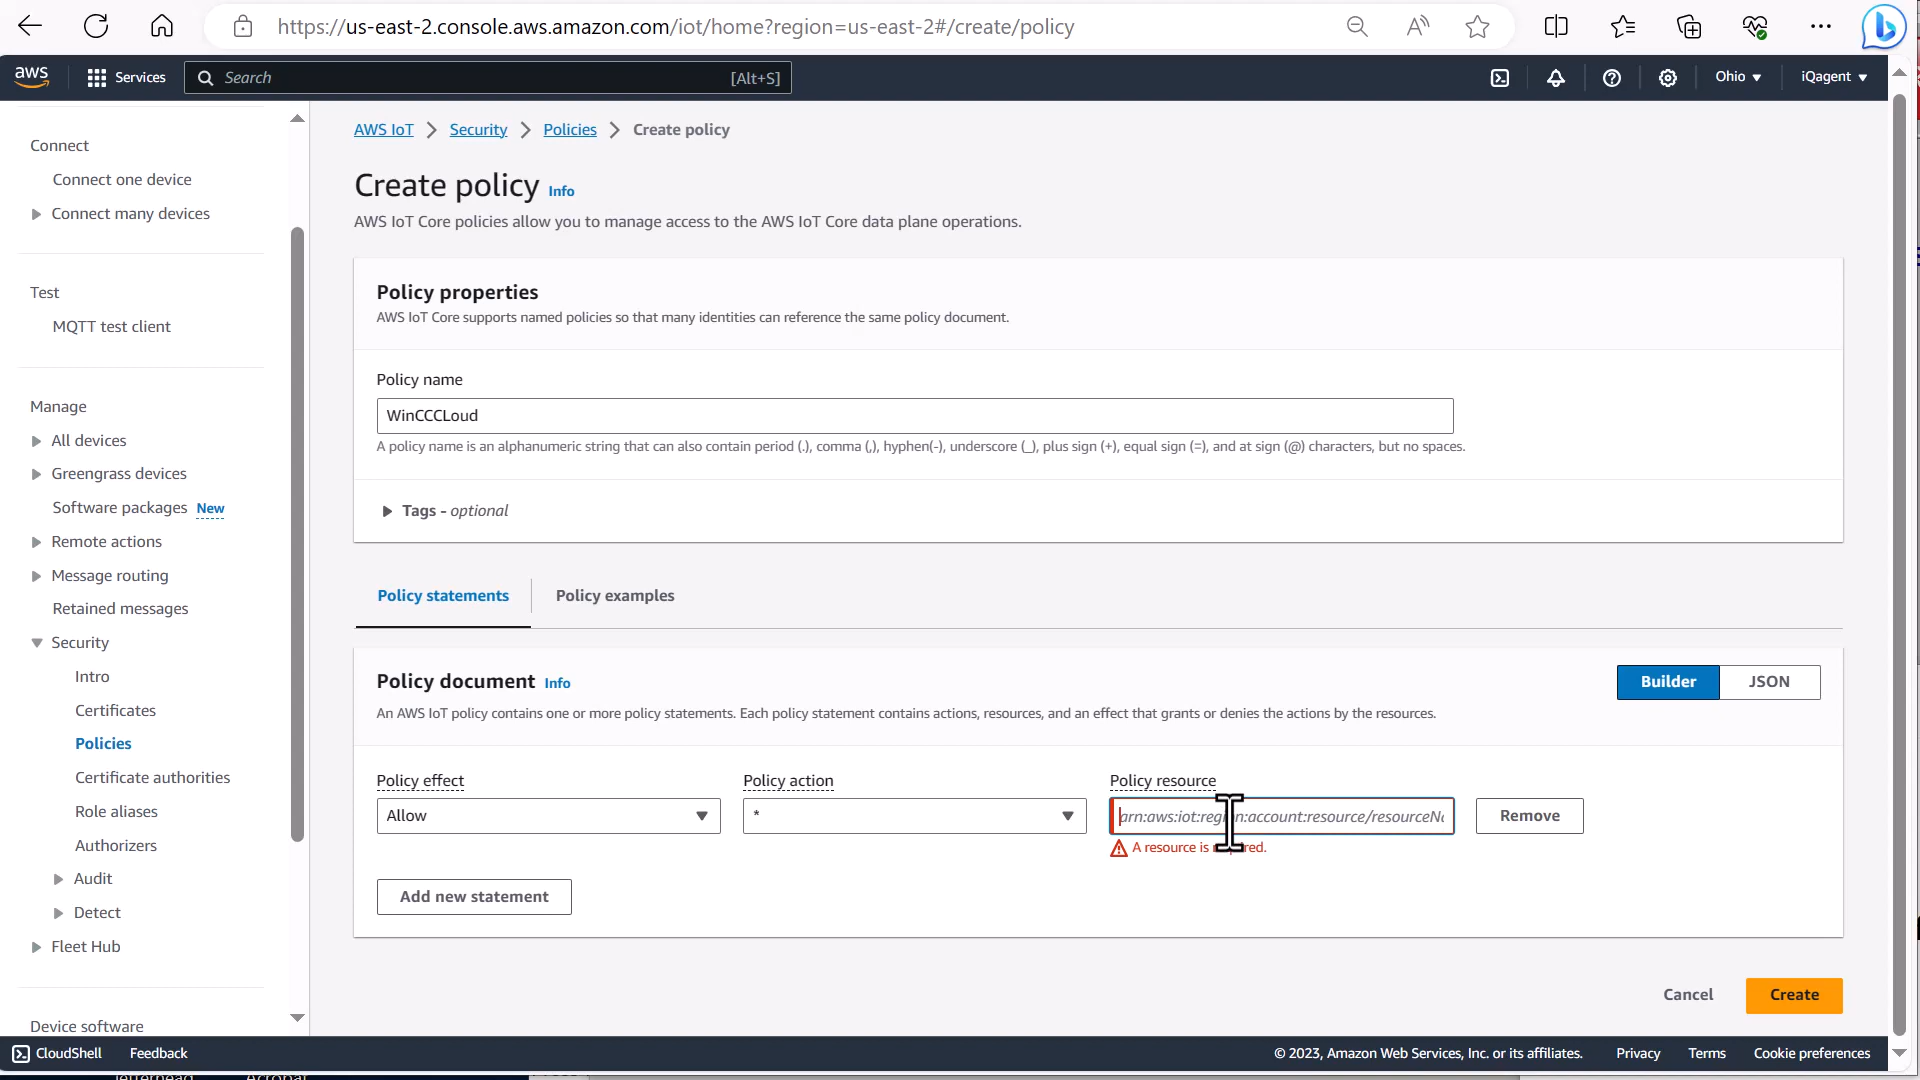 https://us-east-2.console.aws.amazon.com/iot/home?region=us-east-2#/create/policy
aws
Services
Search
[Alt+S]
Ohio
iQagent
Connect
Connect one device
Connect many devices
Test
MQTT test client
Manage
All devices
Greengrass devices
Software packages New
Remote actions
Message routing
Retained messages
Security
Intro
Certificates
Policies
Certificate authorities
Role aliases
Authorizers
Audit
Detect
Fleet Hub
Device software
AWS IoT
Security
Policies
Create policy
Create policy Info
AWS IoT Core policies allow you to manage access to the AWS IoT Core data plane operations.
Policy properties
AWS IoT Core supports named policies so that many identities can reference the same policy document.
Policy name
WinCCCLoud
A policy name is an alphanumeric string that can also contain period (.), comma (,), hyphen(-), underscore (_), plus sign (+), equal sign (=), and at sign (@) characters, but no spaces.
Tags - optional
Policy statements
Policy examples
Policy document Info
Builder
JSON
An AWS IoT policy contains one or more policy statements. Each policy statement contains actions, resources, and an effect that grants or denies the actions by the resources.
Policy effect
Policy action
Policy resource
Allow
*
arn:aws:iot:region:account:resource/resourceNa
Remove
A resource is required.
Add new statement
Cancel
Create
CloudShell
Feedback
© 2023, Amazon Web Services, Inc. or its affiliates.
Privacy
Terms
Cookie preferences